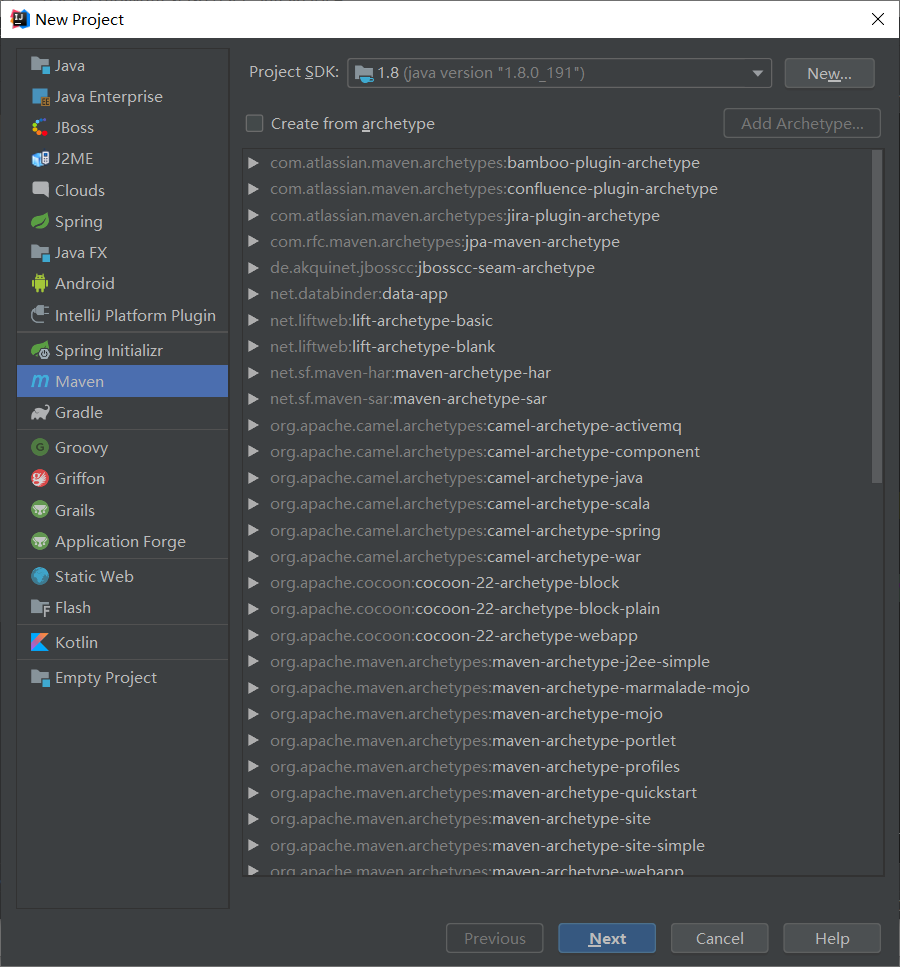 New Project
Java
Java Enterprise
JBoss
J2ME
Clouds
Spring
Java FX
Android
IntelliJ Platform Plugin
Spring Initializr
Maven
Gradle
Groovy
Griffon
Grails
Application Forge
Static Web
Flash
Kotlin
Empty Project
Project SDK: 1.8 (java version "1.8.0_191") New...
Create from archetype Add Archetype...
com.atlassian.maven.archetypes:bamboo-plugin-archetype
com.atlassian.maven.archetypes:confluence-plugin-archetype
com.atlassian.maven.archetypes:jira-plugin-archetype
com.rfc.maven.archetypes:jpa-maven-archetype
de.akquinet.jbosscc:jbosscc-seam-archetype
net.databinder:data-app
net.liftweb:lift-archetype-basic
net.liftweb:lift-archetype-blank
net.sf.maven-har:maven-archetype-har
net.sf.maven-sar:maven-archetype-sar
org.apache.camel.archetypes:camel-archetype-activemq
org.apache.camel.archetypes:camel-archetype-component
org.apache.camel.archetypes:camel-archetype-java
org.apache.camel.archetypes:camel-archetype-scala
org.apache.camel.archetypes:camel-archetype-spring
org.apache.camel.archetypes:camel-archetype-war
org.apache.cocoon:cocoon-22-archetype-block
org.apache.cocoon:cocoon-22-archetype-block-plain
org.apache.cocoon:cocoon-22-archetype-webapp
org.apache.maven.archetypes:maven-archetype-j2ee-simple
org.apache.maven.archetypes:maven-archetype-marmalade-mojo
org.apache.maven.archetypes:maven-archetype-mojo
org.apache.maven.archetypes:maven-archetype-portlet
org.apache.maven.archetypes:maven-archetype-profiles
org.apache.maven.archetypes:maven-archetype-quickstart
org.apache.maven.archetypes:maven-archetype-site
org.apache.maven.archetypes:maven-archetype-site-simple
org.apache.maven.archetypes:maven-archetype-webapp
Previous Next Cancel Help